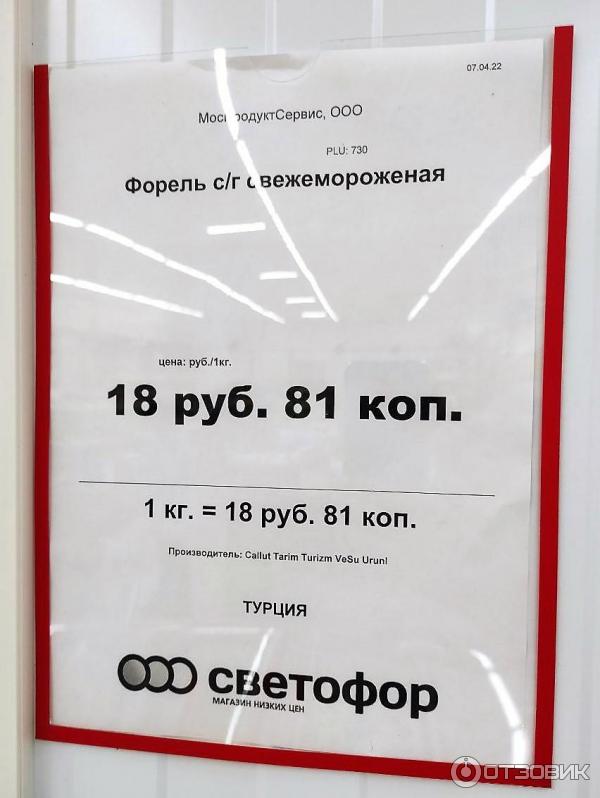 07.04.22
МоспродуктСервис, ООО
PLU: 730
Форель с/г свежемороженая
цена: руб./1кг.
18 руб. 81 коп.
1 кг. = 18 руб. 81 коп.
Производитель: Callut Tarim Turizm VeSu Urunl
ТУРЦИЯ
светофор
МАГАЗИН НИЗКИХ ЦЕН
ОТЗОВИК